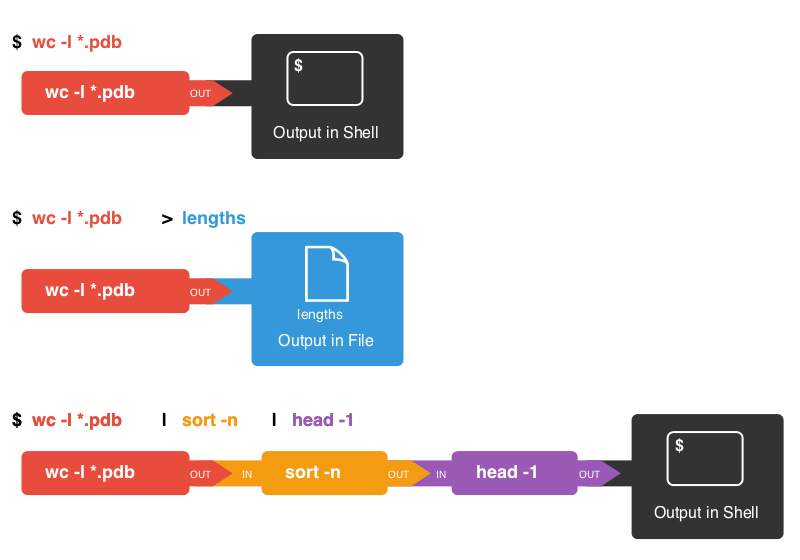 $ wc -l *.pdb
wc -l *.pdb OUT
$
Output in Shell
$ wc -l *.pdb > lengths
wc -l *.pdb OUT
lengths
Output in File
$ wc -l *.pdb | sort -n | head -1
wc -l *.pdb OUT IN sort -n OUT IN head -1 OUT
$
Output in Shell